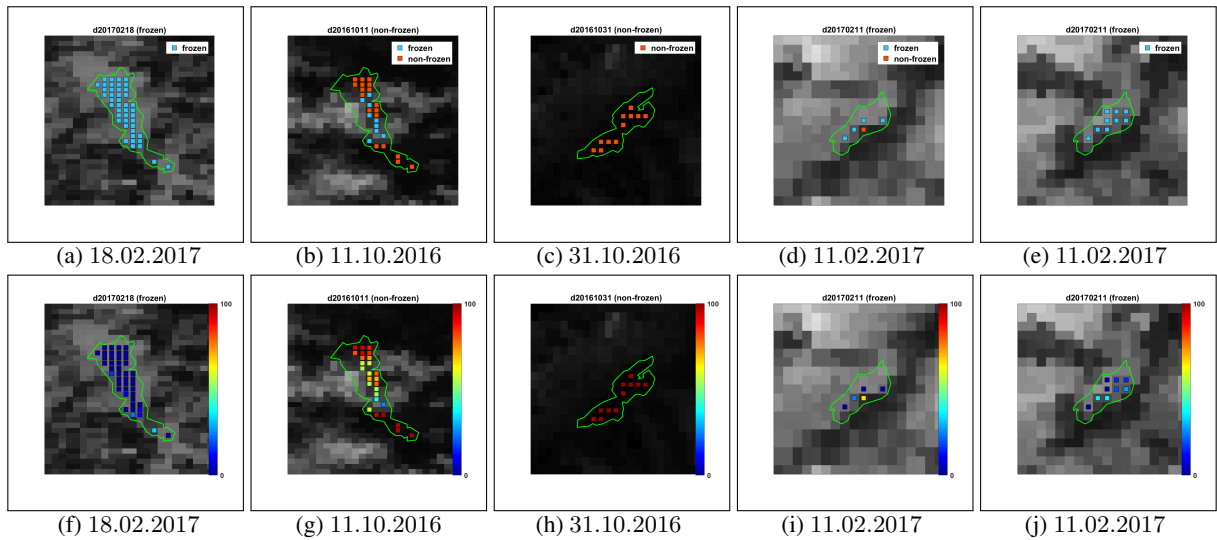 d20170218 (frozen)
frozen
d20161011 (non-frozen)
frozen
non-frozen
d20161031 (non-frozen)
non-frozen
d20170211 (frozen)
frozen
non-frozen
d20170211 (frozen)
frozen
(a) 18.02.2017
(b) 11.10.2016
(c) 31.10.2016
(d) 11.02.2017
(e) 11.02.2017
d20170218 (frozen)
100
0
d20161011 (non-frozen)
100
0
d20161031 (non-frozen)
100
0
d20170211 (frozen)
100
0
d20170211 (frozen)
100
0
(f) 18.02.2017
(g) 11.10.2016
(h) 31.10.2016
(i) 11.02.2017
(j) 11.02.2017